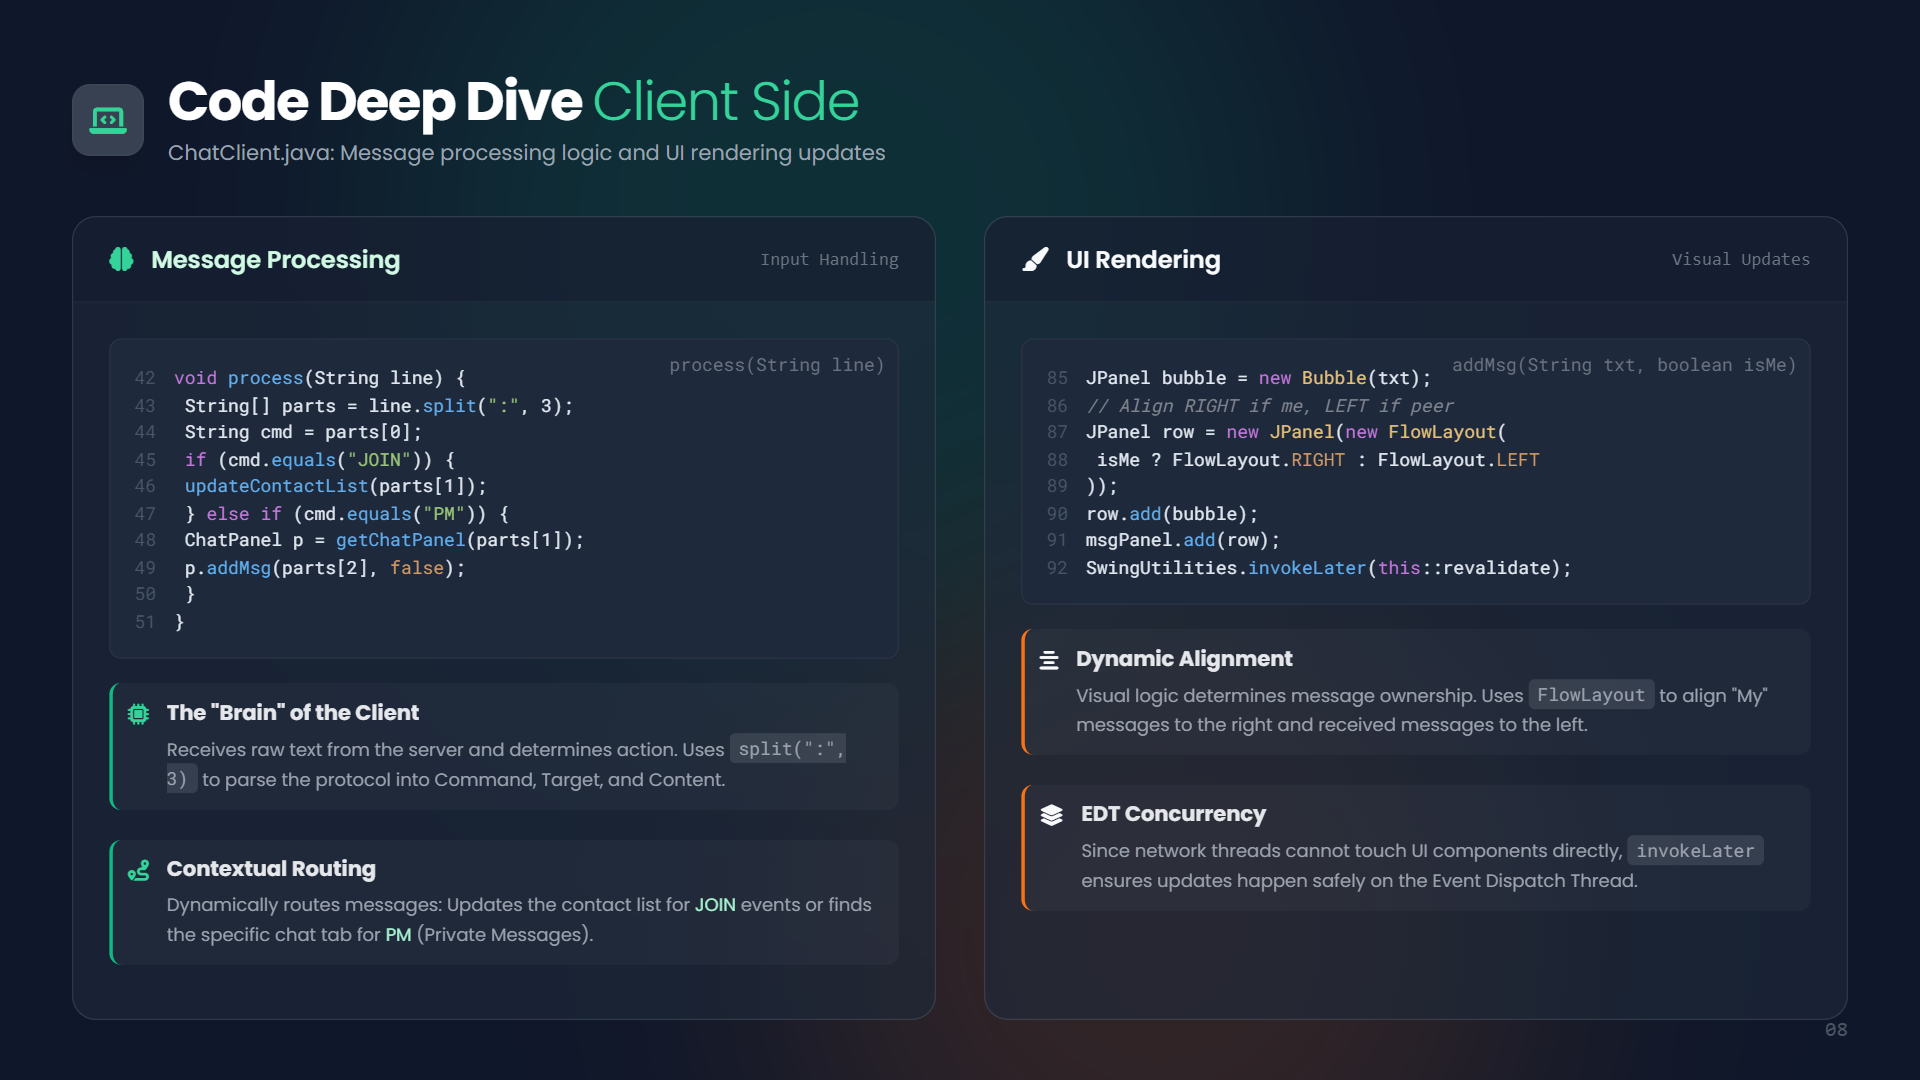 Code Deep Dive Client Side
ChatClient.java: Message processing logic and UI rendering updates
Message Processing
Input Handling
process(String line)
42 void process(String line) {
43 String[] parts = line.split(":", 3);
44 String cmd = parts[0];
45 if (cmd.equals("JOIN")) {
46 updateContactList(parts[1]);
47 } else if (cmd.equals("PM")) {
48 ChatPanel p = getChatPanel(parts[1]);
49 p.addMsg(parts[2], false);
50 }
51 }
The "Brain" of the Client
Receives raw text from the server and determines action. Uses split(":",
3) to parse the protocol into Command, Target, and Content.
Contextual Routing
Dynamically routes messages: Updates the contact list for JOIN events or finds
the specific chat tab for PM (Private Messages).
UI Rendering
Visual Updates
addMsg(String txt, boolean isMe)
85 JPanel bubble = new Bubble(txt);
86 // Align RIGHT if me, LEFT if peer
87 JPanel row = new JPanel(new FlowLayout(
88 isMe ? FlowLayout.RIGHT : FlowLayout.LEFT
89 ));
90 row.add(bubble);
91 msgPanel.add(row);
92 SwingUtilities.invokeLater(this::revalidate);
Dynamic Alignment
Visual logic determines message ownership. Uses FlowLayout to align "My"
messages to the right and received messages to the left.
EDT Concurrency
Since network threads cannot touch UI components directly, invokeLater
ensures updates happen safely on the Event Dispatch Thread.
08